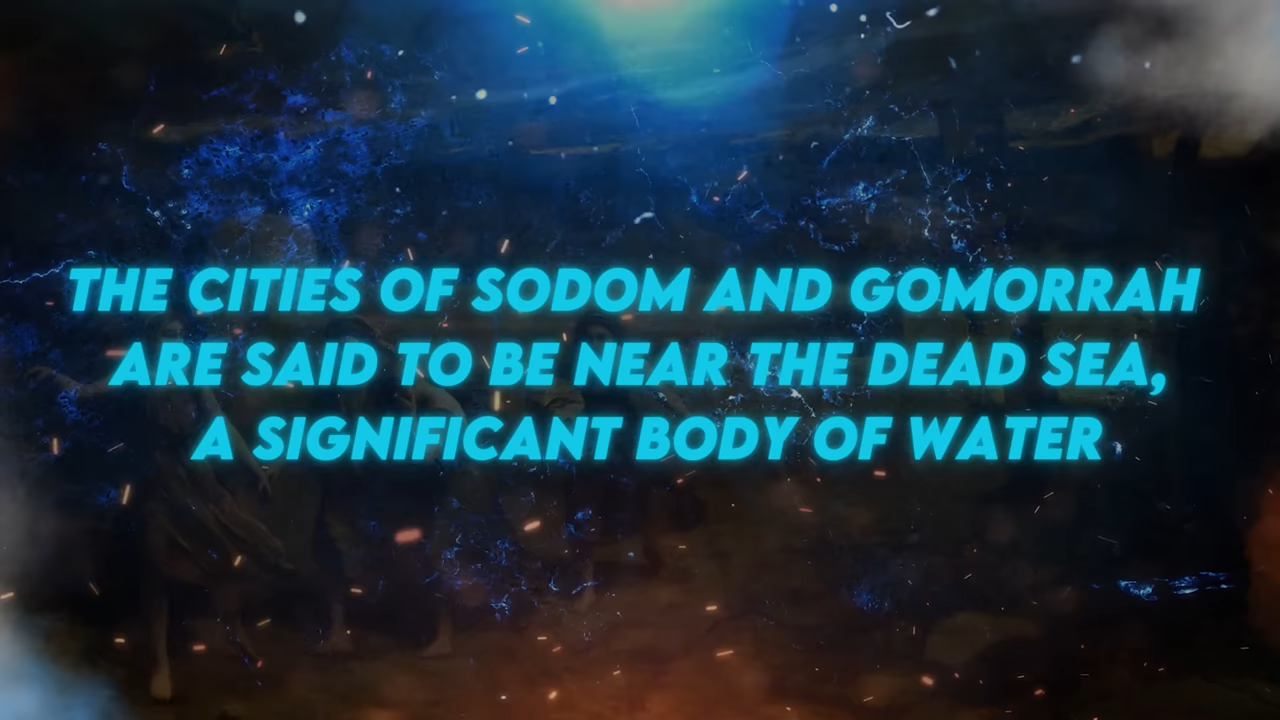 THE CITIES OF SODOM AND GOMORRAH
ARE SAID TO BE NEAR THE DEAD SEA,
A SIGNIFICANT BODY OF WATER